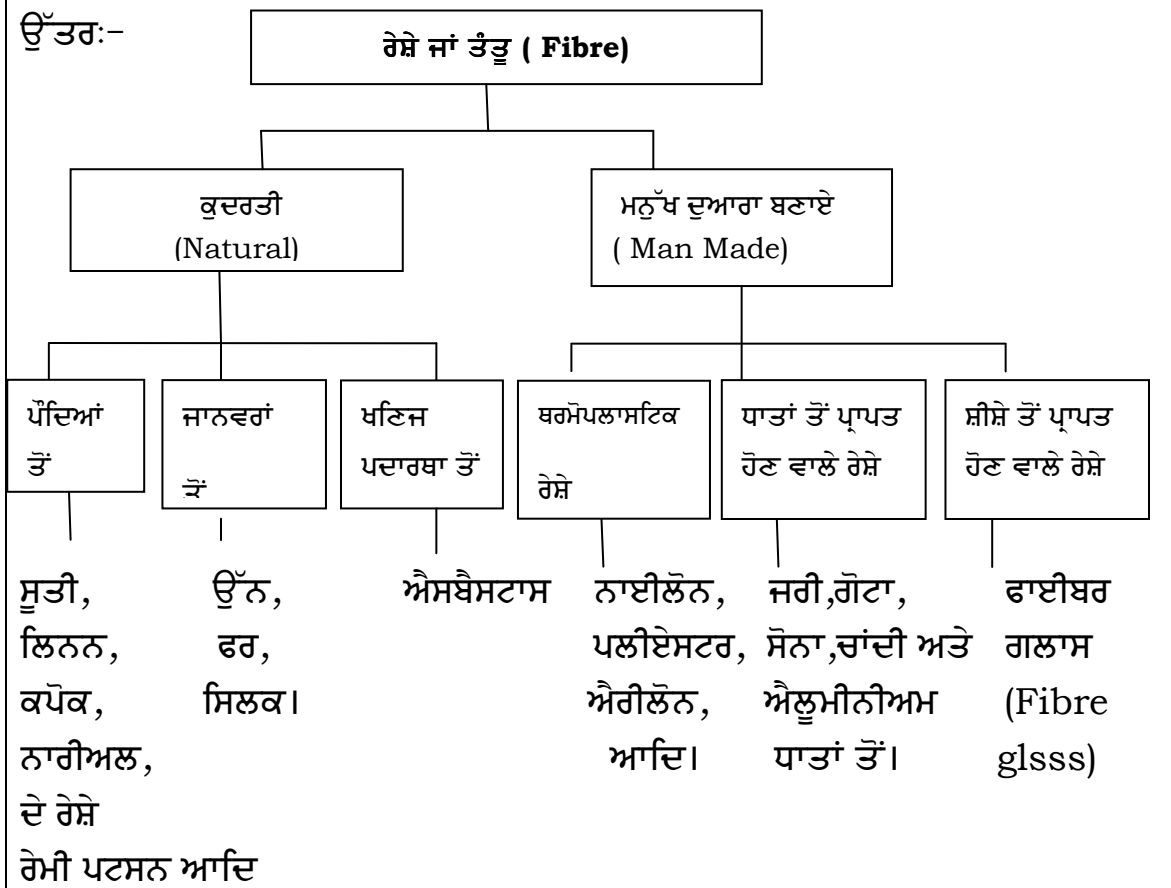 ਉੱਤਰਃ-
ਰੇਸ਼ੇ ਜਾਂ ਤੰਤੂ ( Fibre)
ਕੁਦਰਤੀ
(Natural)
ਮਨੁੱਖ ਦੁਆਰਾ ਬਣਾਏ
( Man Made)
ਪੌਦਿਆਂ
ਤੋਂ
ਜਾਨਵਰਾਂ
ਤੋਂ
ਖਣਿਜ
ਪਦਾਰਥਾ ਤੋਂ
ਥਰਮੋਪਲਾਸਟਿਕ
ਰੇਸ਼ੇ
ਧਾਤਾਂ ਤੋਂ ਪ੍ਰਾਪਤ
ਹੋਣ ਵਾਲੇ ਰੇਸ਼ੇ
ਸ਼ੀਸ਼ੇ ਤੋਂ ਪ੍ਰਾਪਤ
ਹੋਣ ਵਾਲੇ ਰੇਸ਼ੇ
ਸੂਤੀ,
ਲਿਨਨ,
ਕਪੋਕ,
ਨਾਰੀਅਲ,
ਦੇ ਰੇਸ਼ੇ
ਰੇਮੀ ਪਟਸਨ ਆਦਿ
ਉੱਨ,
ਫਰ,
ਸਿਲਕ।
ਐਸਬੈਸਟਾਸ
ਨਾਈਲੋਨ,
ਪਲੀਏਸਟਰ,
ਐਰੀਲੋਨ,
ਆਦਿ।
ਜਰੀ,ਗੋਟਾ,
ਸੋਨਾ,ਚਾਂਦੀ ਅਤੇ
ਐਲੂਮੀਨੀਅਮ
ਧਾਤਾਂ ਤੋਂ।
ਫਾਈਬਰ
ਗਲਾਸ
(Fibre
glsss)